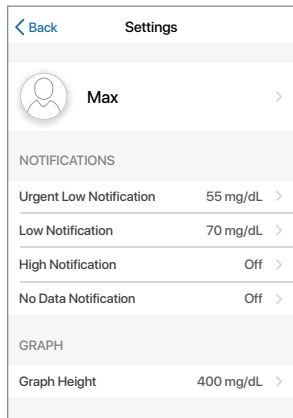 Back Settings
Max
NOTIFICATIONS
Urgent Low Notification 55 mg/dL
Low Notification 70 mg/dL
High Notification Off
No Data Notification Off
GRAPH
Graph Height 400 mg/dL